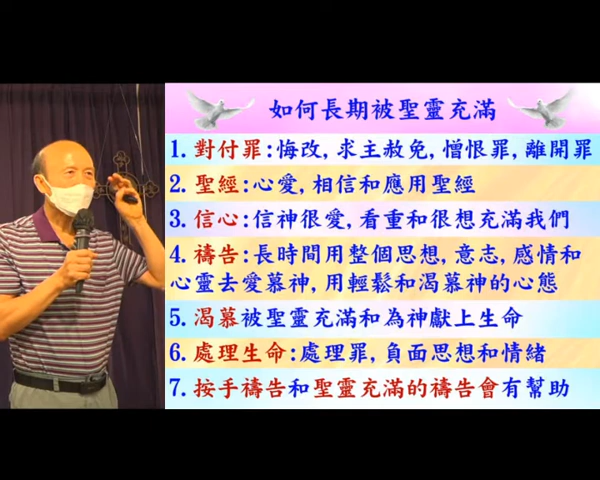 如何長期被聖靈充滿
1. 對付罪:悔改, 求主赦免, 憎恨罪, 離開罪
2. 聖經:心愛, 相信和應用聖經
3. 信心:信神很愛, 看重和很想充滿我們
4. 禱告:長時間用整個思想, 意志, 感情和
心靈去愛慕神, 用輕鬆和渴慕神的心態
5. 渴慕被聖靈充滿和為神獻上生命
6. 處理生命:處理罪, 負面思想和情緒
7. 按手禱告和聖靈充滿的禱告會有幫助